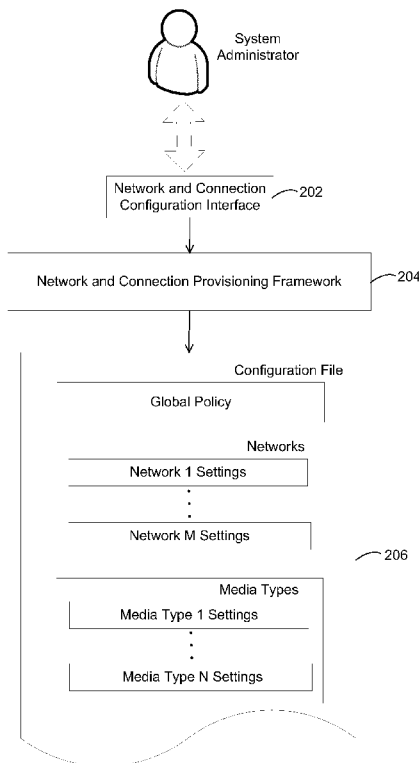 System
Administrator
Network and Connection
Configuration Interface
202
Network and Connection Provisioning Framework
204
Configuration File
Global Policy
Networks
Network 1 Settings
Network M Settings
206
Media Types
Media Type 1 Settings
Media Type N Settings